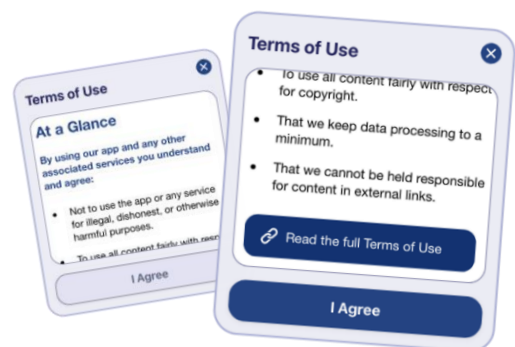 Terms of Use
At a Glance
By using our app and any other
associated services you understand
and agree:
• Not to use the app or any service
for illegal, dishonest, or otherwise
harmful purposes.
• To use all content fairly with resp
I Agree
Terms of Use
• To use all content fairly with respect
for copyright.
• That we keep data processing to a
minimum.
• That we cannot be held responsible
for content in external links.
Read the full Terms of Use
I Agree